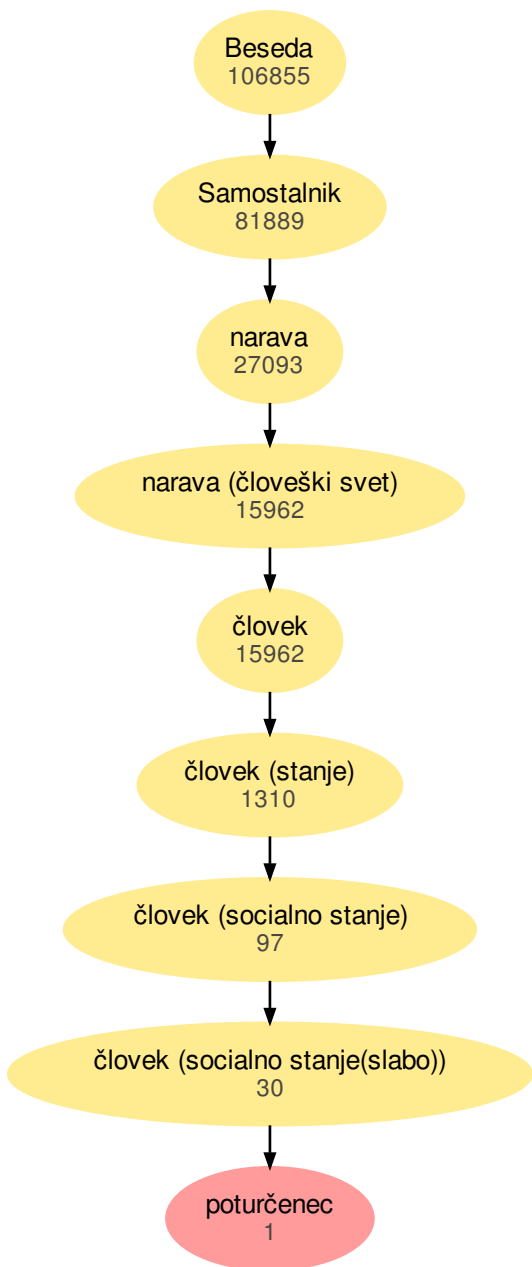 Beseda
106855
Samostalnik
81889
narava
27093
narava (človeški svet)
15962
človek
15962
človek (stanje)
1310
človek (socialno stanje)
97
človek (socialno stanje(slabo))
30
poturčenec
1